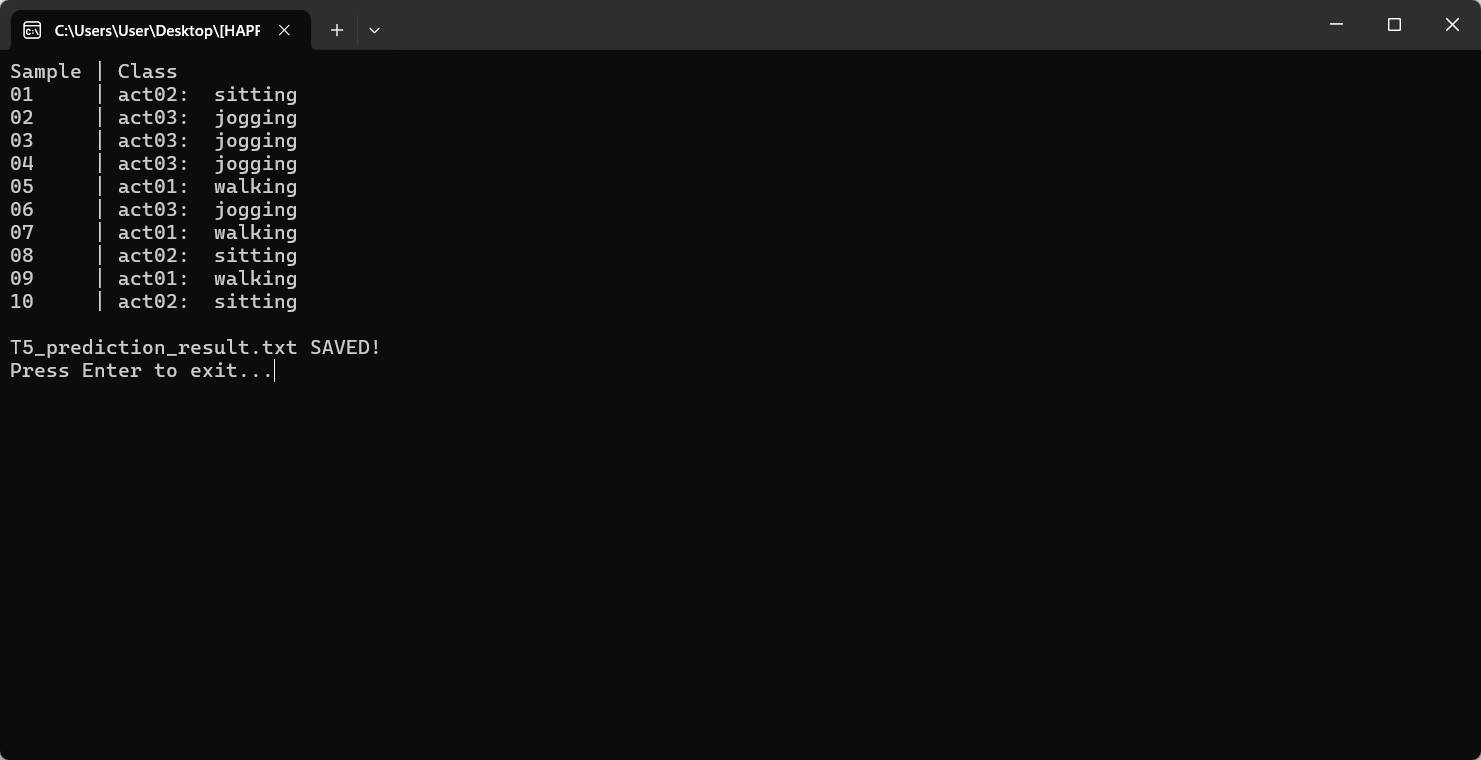 C:\Users\User\Desktop\[HAPF
Sample | Class
01     | act02:  sitting
02     | act03:  jogging
03     | act03:  jogging
04     | act03:  jogging
05     | act01:  walking
06     | act03:  jogging
07     | act01:  walking
08     | act02:  sitting
09     | act01:  walking
10     | act02:  sitting
T5_prediction_result.txt SAVED!
Press Enter to exit...